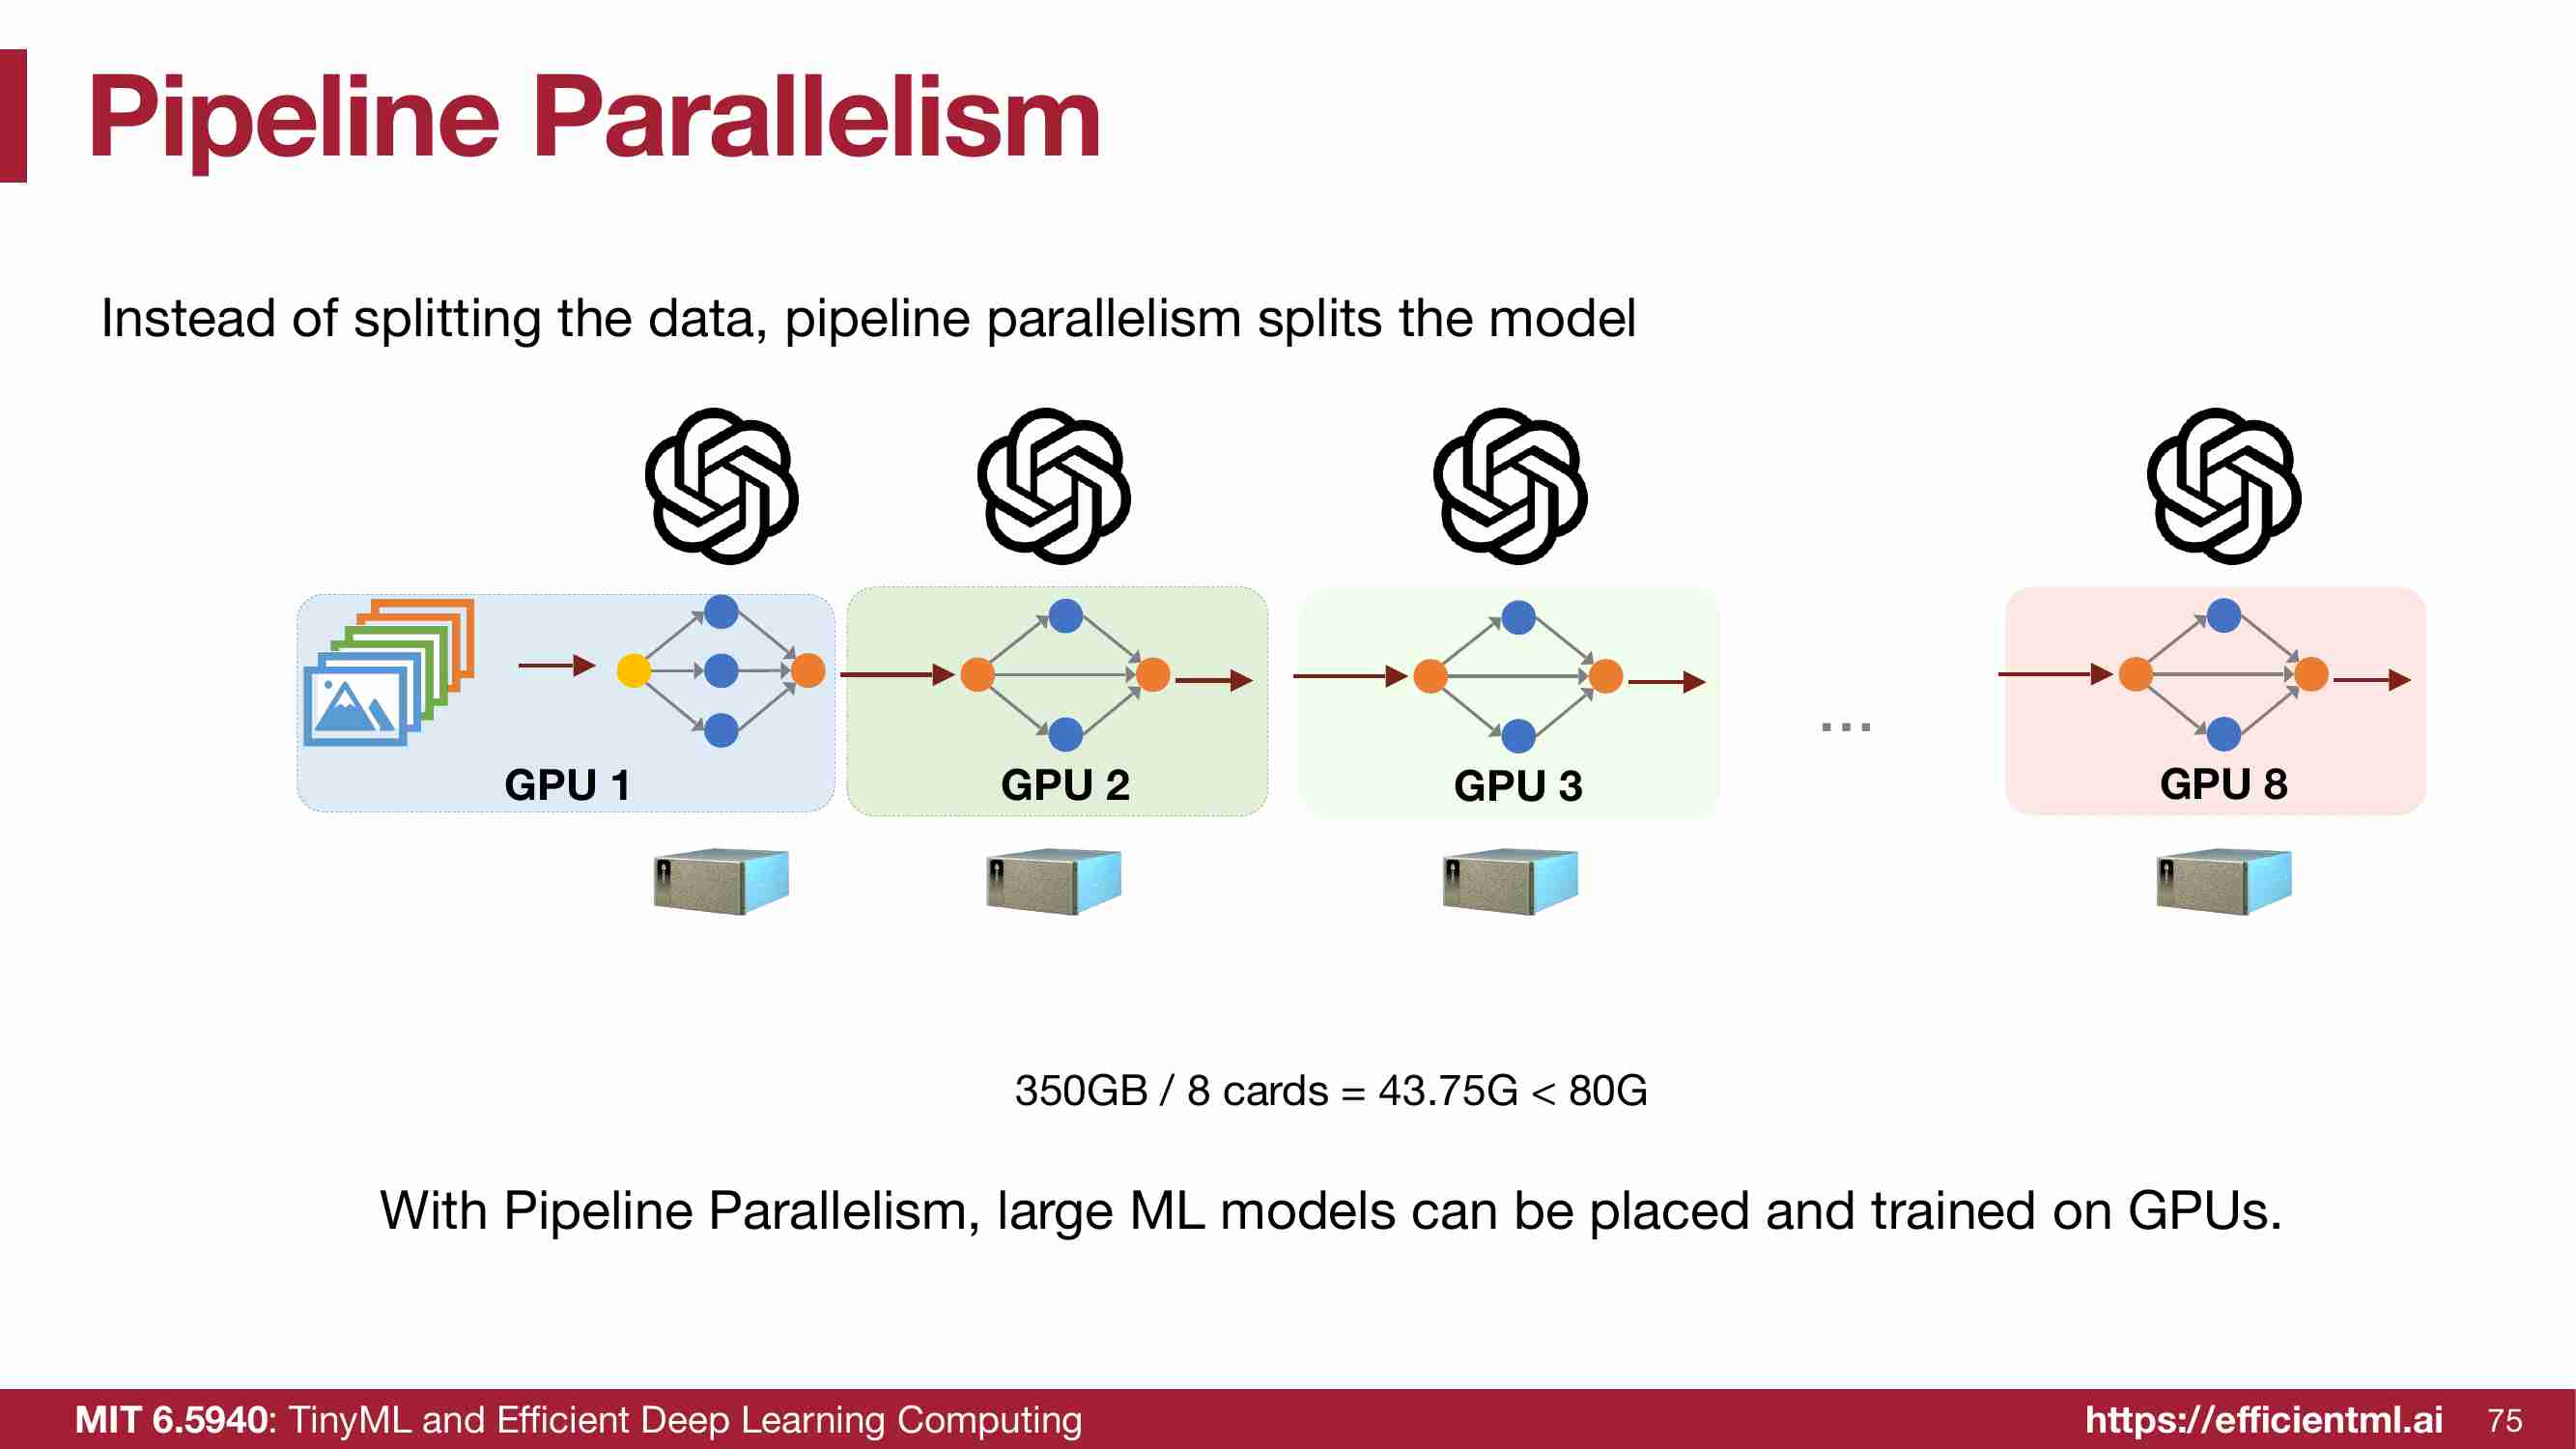 Pipeline Parallelism
Instead of splitting the data, pipeline parallelism splits the model
GPU 1
GPU 2
GPU 3
...
GPU 8
350GB / 8 cards = 43.75G < 80G
With Pipeline Parallelism, large ML models can be placed and trained on GPUs.
MIT 6.5940: TinyML and Efficient Deep Learning Computing
https://efficientml.ai
75